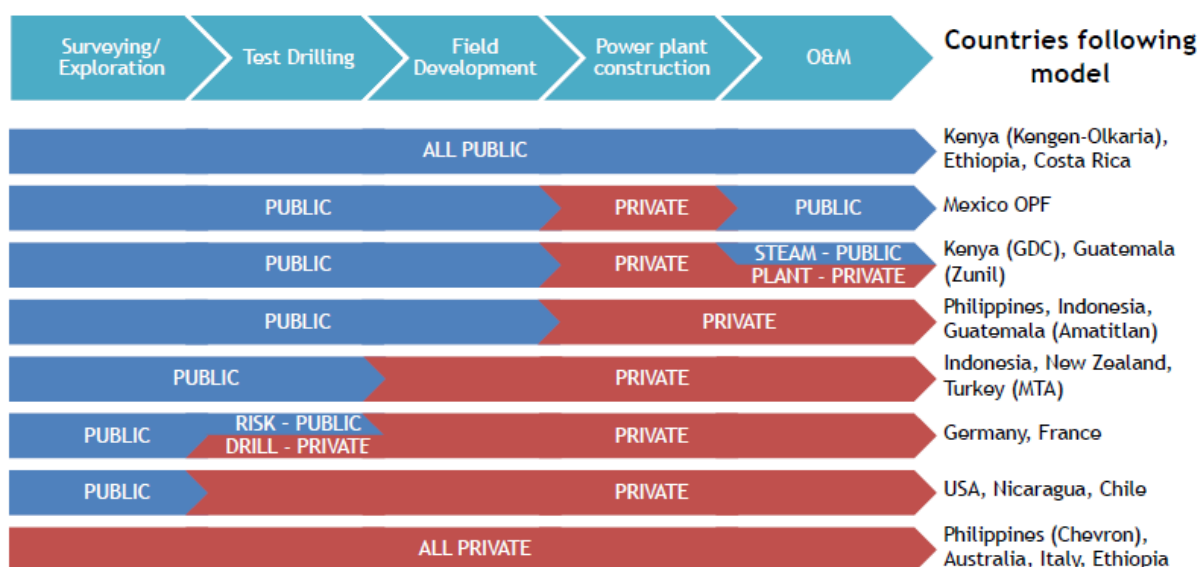 Surveying/
Exploration
Test Drilling
Field
Development
Power plant
construction
O&M
Countries following
model
ALL PUBLIC
Kenya (Kengen-Olkaria),
Ethiopia, Costa Rica
PUBLIC
PRIVATE
PUBLIC
Mexico OPF
PUBLIC
PRIVATE
STEAM – PUBLIC
PLANT - PRIVATE
Kenya (GDC), Guatemala
(Zunil)
PUBLIC
PRIVATE
Philippines, Indonesia,
Guatemala (Amatitlan)
PUBLIC
PRIVATE
Indonesia, New Zealand,
Turkey (MTA)
PUBLIC
RISK – PUBLIC
DRILL - PRIVATE
PRIVATE
Germany, France
PUBLIC
PRIVATE
USA, Nicaragua, Chile
ALL PRIVATE
Philippines (Chevron),
Australia, Italy, Ethiopia